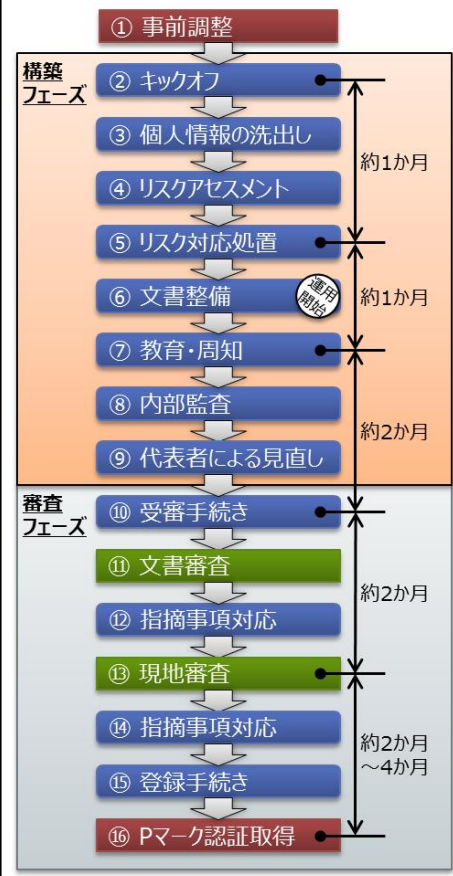 ① 事前調整
構築
フェーズ
② キックオフ
③ 個人情報の洗出し
約1か月
④ リスクアセスメント
⑤ リスク対応処置
⑥ 文書整備
運用
開始
約1か月
⑦ 教育・周知
⑧ 内部監査
約2か月
⑨ 代表者による見直し
審査
フェーズ
⑩ 受審手続き
⑪ 文書審査
約2か月
⑫ 指摘事項対応
⑬ 現地審査
⑭ 指摘事項対応
約2か月
～4か月
⑮ 登録手続き
⑯ Pマーク認証取得